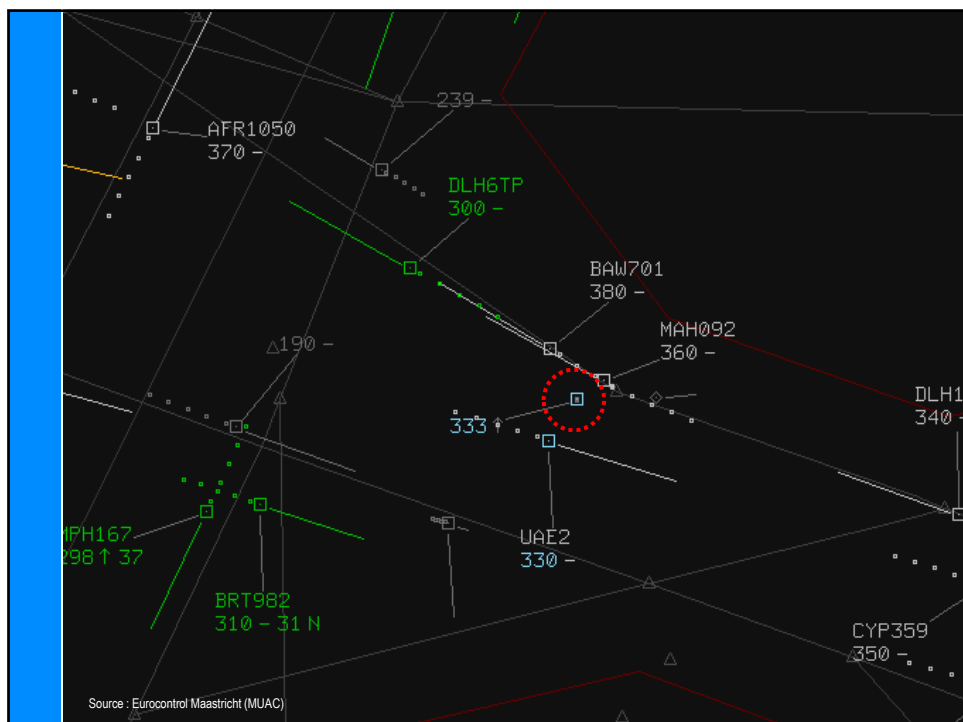 AFR1050
370 –
239 –
DLH6TP
300 –
BAW701
380 –
MAH092
360 –
DLH1
340 –
190 –
333 ↑
UAE2
330 –
MPH167
298 ↑ 37
BRT982
310 – 31 N
CYP359
350 –
Source : Eurocontrol Maastricht (MUAC)